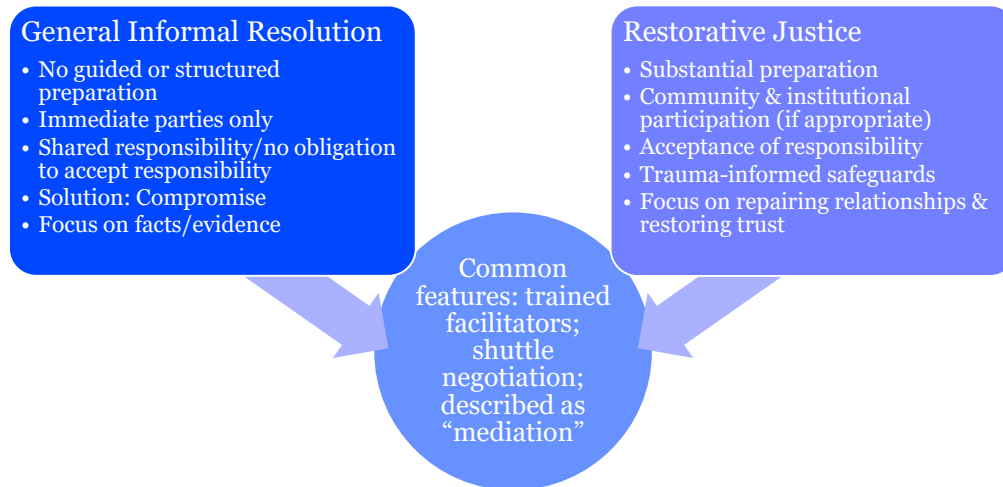 General Informal Resolution
• No guided or structured
preparation
• Immediate parties only
• Shared responsibility/no obligation
to accept responsibility
• Solution: Compromise
• Focus on facts/evidence
Restorative Justice
• Substantial preparation
• Community & institutional
participation (if appropriate)
• Acceptance of responsibility
• Trauma-informed safeguards
• Focus on repairing relationships &
restoring trust
Common
features: trained
facilitators;
shuttle
negotiation;
described as
“mediation”